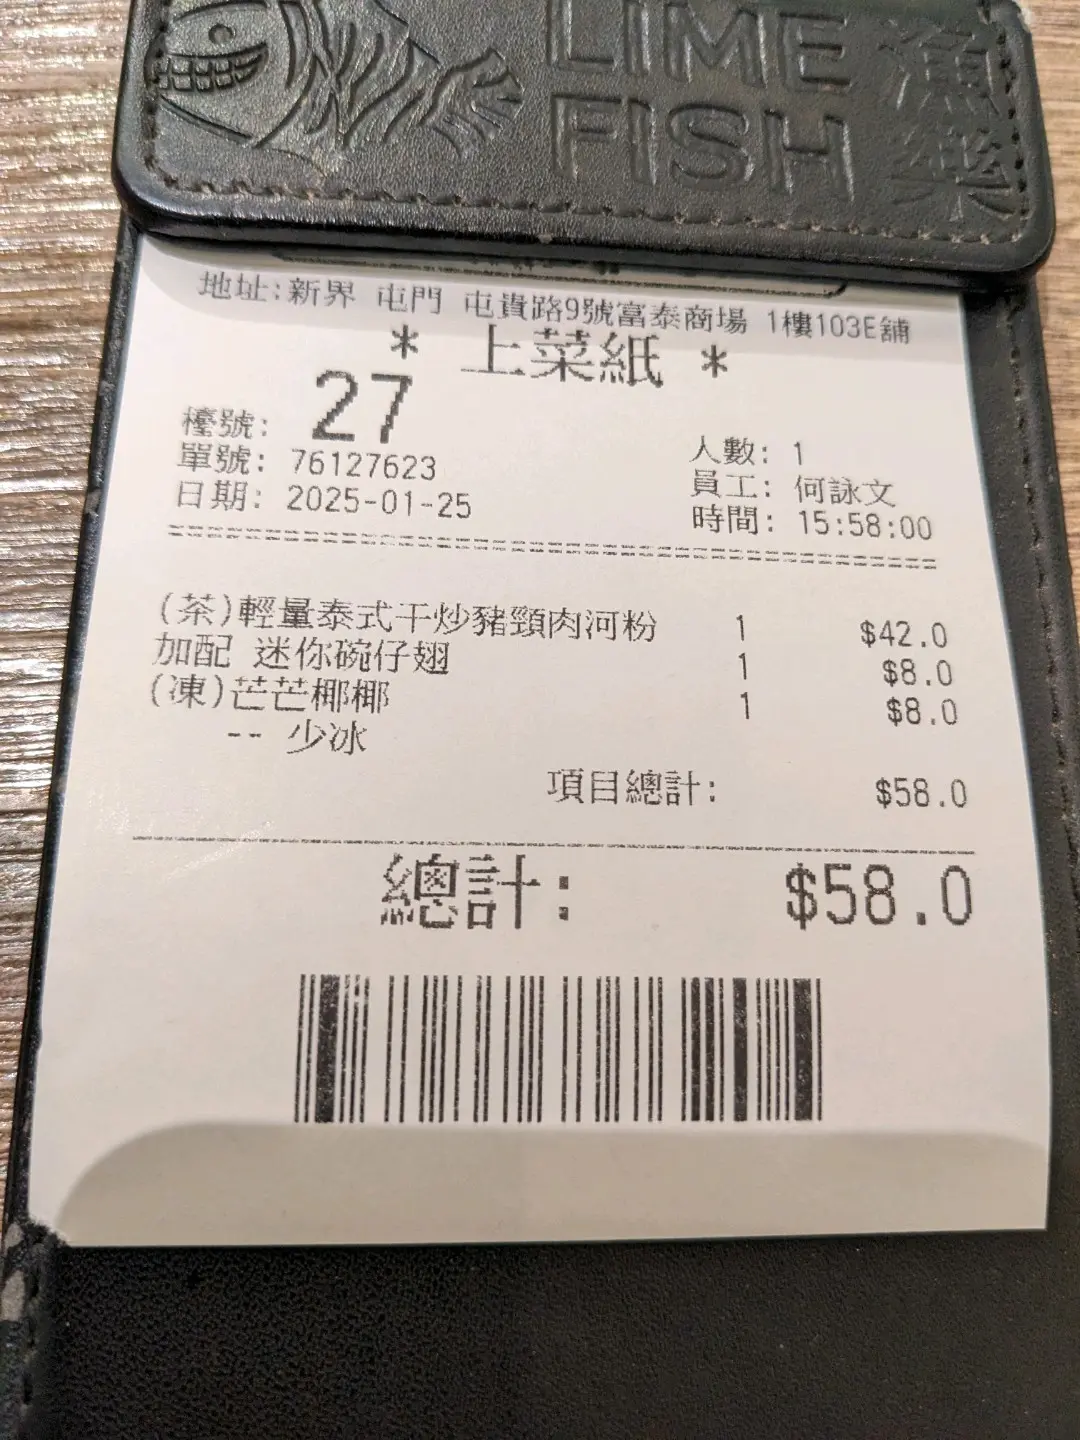 LIME
FISH
漁
樂
地址:新界 屯門 屯貴路9號富泰商場 1樓103E舖
* 上菜紙 *
檯號: 27
人數: 1
單號: 76127623
員工: 何詠文
日期: 2025-01-25
時間: 15:58:00
(茶)輕量泰式干炒豬頸肉河粉 1 $42.0
加配 迷你碗仔翅 1 $8.0
(凍)芒芒椰椰 1 $8.0
-- 少冰
項目總計: $58.0
總計: $58.0